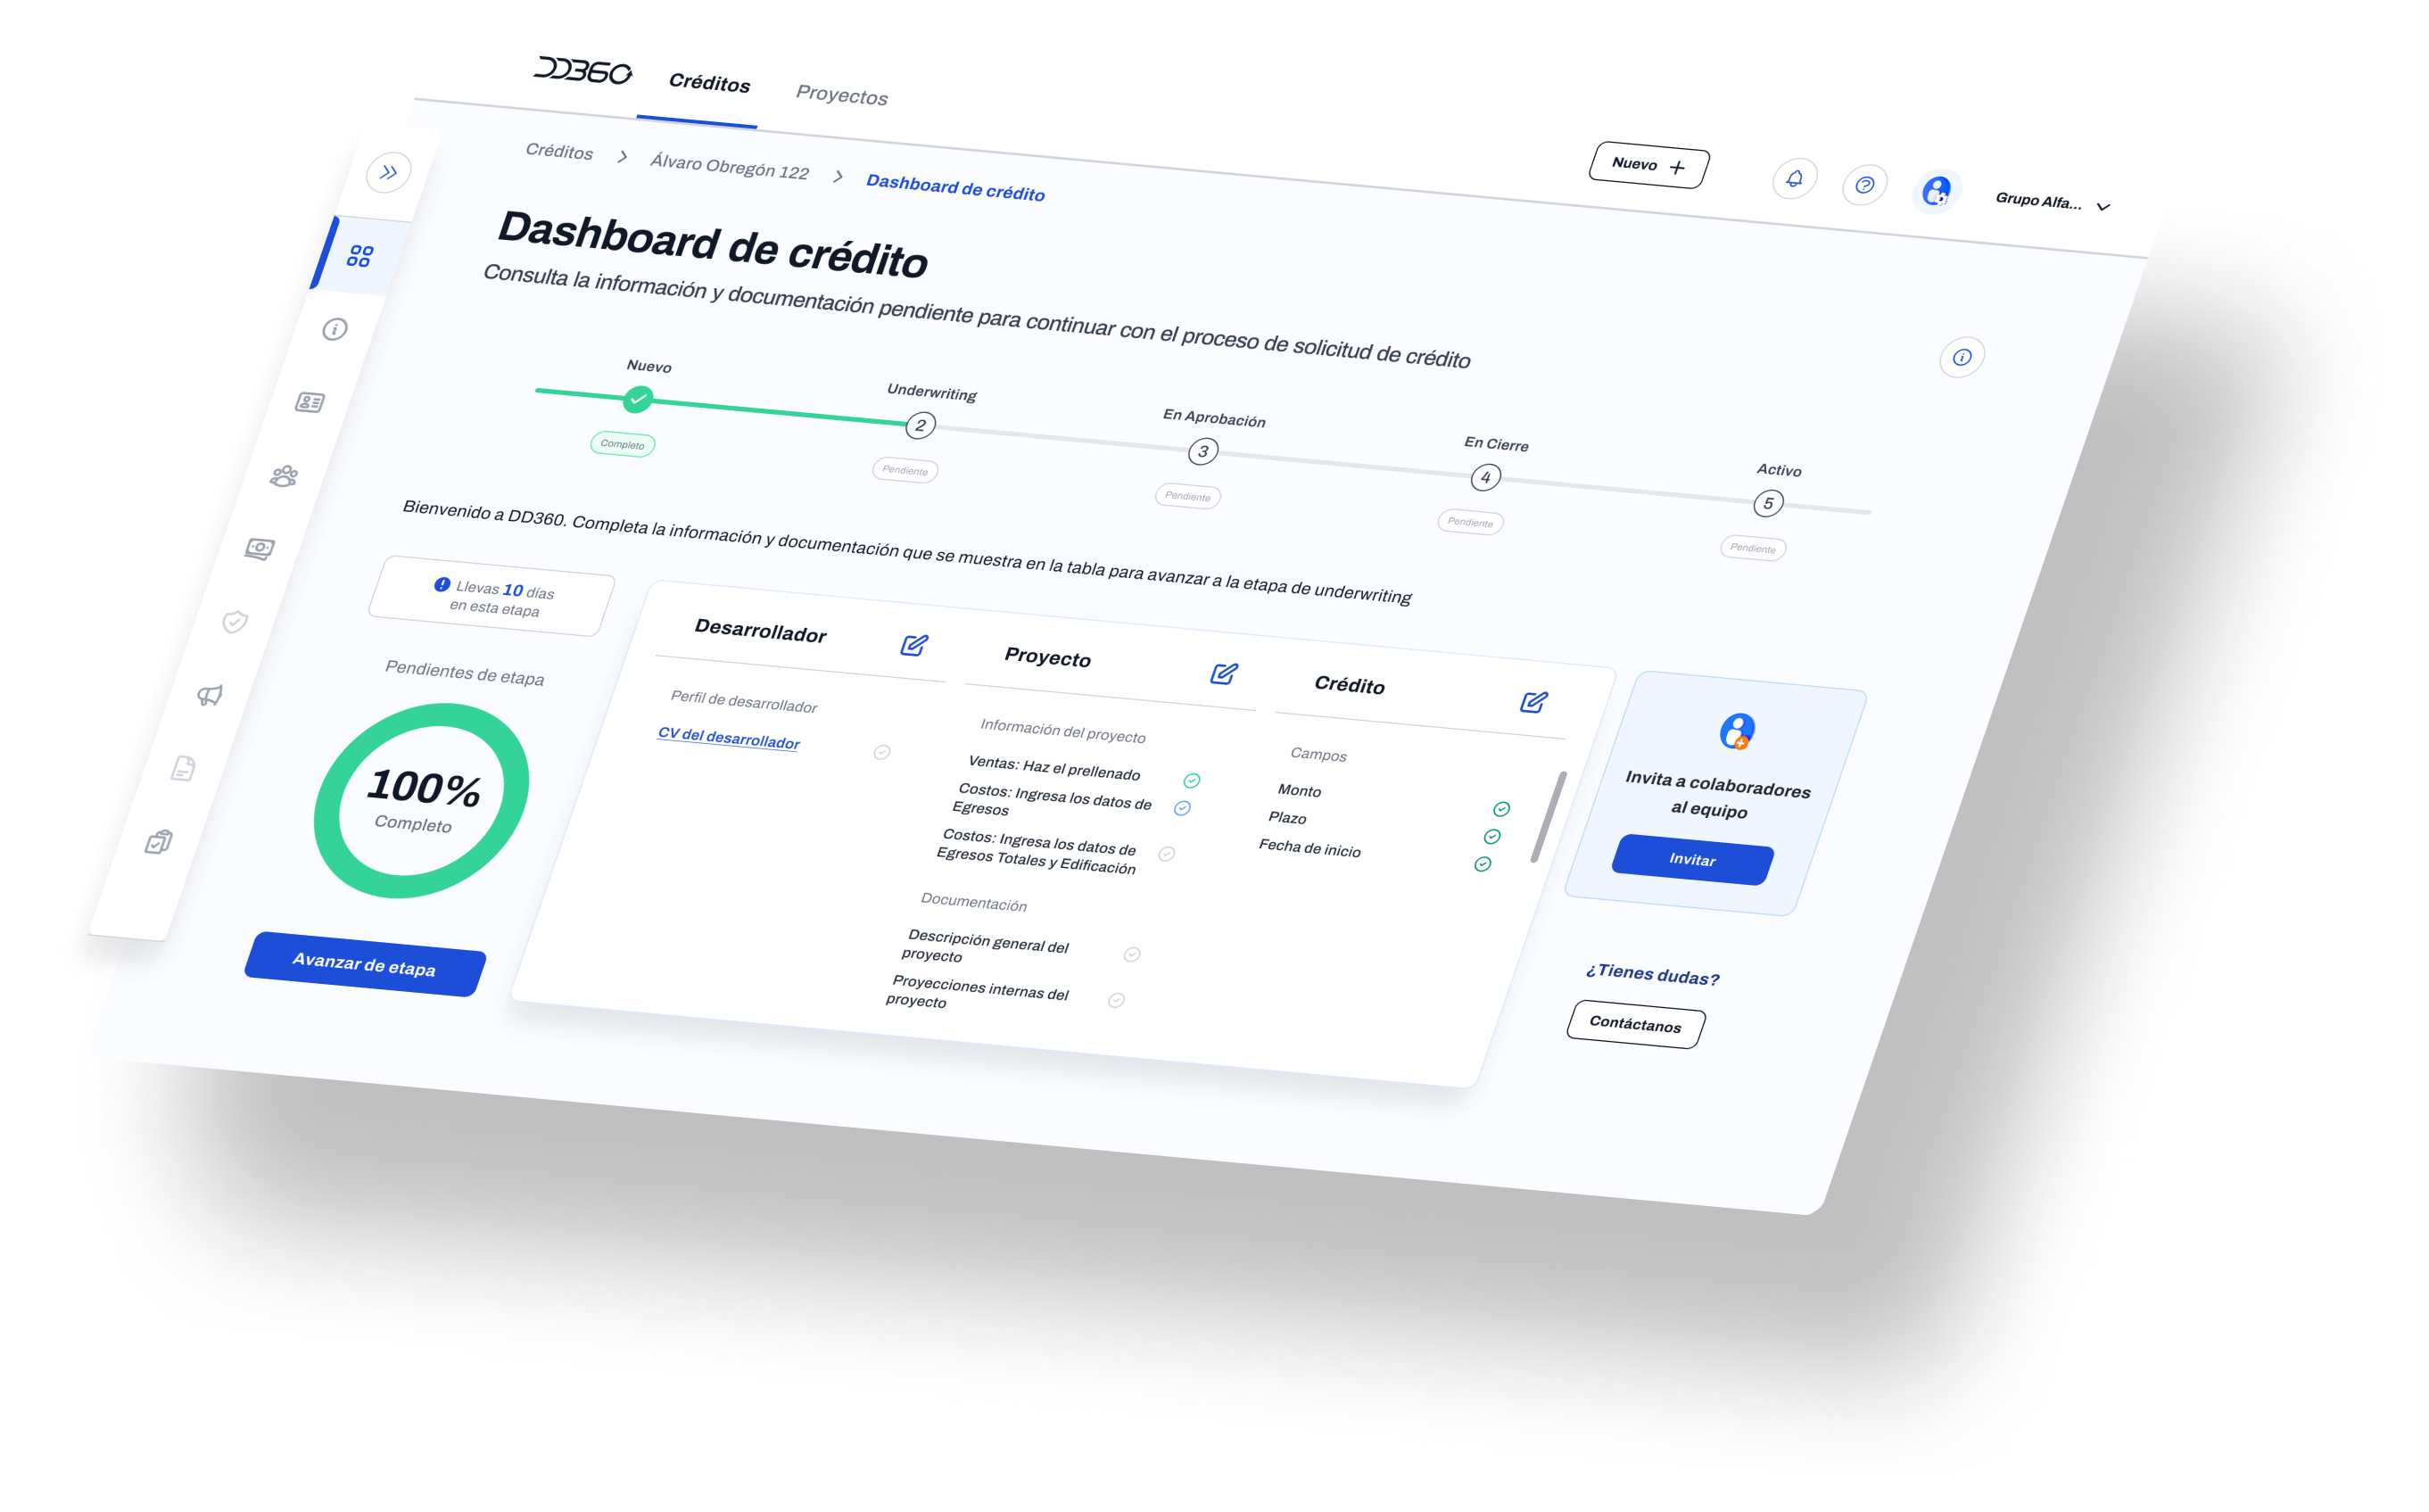 DD360
Créditos
Proyectos
Nuevo
Grupo Alfa...
Créditos
Álvaro Obregón 122
Dashboard de crédito
Dashboard de crédito
Consulta la información y documentación pendiente para continuar con el proceso de solicitud de crédito
Nuevo
Completo
Underwriting
2
Pendiente
En Aprobación
3
Pendiente
En Cierre
4
Pendiente
Activo
5
Pendiente
Bienvenido a DD360. Completa la información y documentación que se muestra en la tabla para avanzar a la etapa de underwriting
Llevas 10 días
en esta etapa
Pendientes de etapa
100%
Completo
Avanzar de etapa
Desarrollador
Perfil de desarrollador
CV del desarrollador
Proyecto
Información del proyecto
Ventas: Haz el prellenado
Costos: Ingresa los datos de
Egresos
Costos: Ingresa los datos de
Egresos Totales y Edificación
Documentación
Descripción general del
proyecto
Proyecciones internas del
proyecto
Crédito
Campos
Monto
Plazo
Fecha de inicio
Invita a colaboradores
al equipo
Invitar
¿Tienes dudas?
Contáctanos